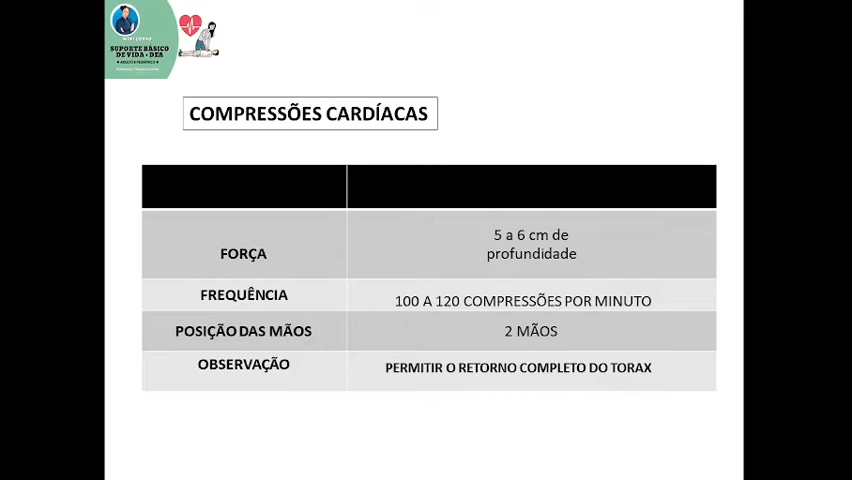 SUPORTE BÁSICO
DE VIDA - DEA
COMPRESSÕES CARDÍACAS
FORÇA
5 a 6 cm de
profundidade
FREQUÊNCIA
100 A 120 COMPRESSÕES POR MINUTO
POSIÇÃO DAS MÃOS
2 MÃOS
OBSERVAÇÃO
PERMITIR O RETORNO COMPLETO DO TORAX